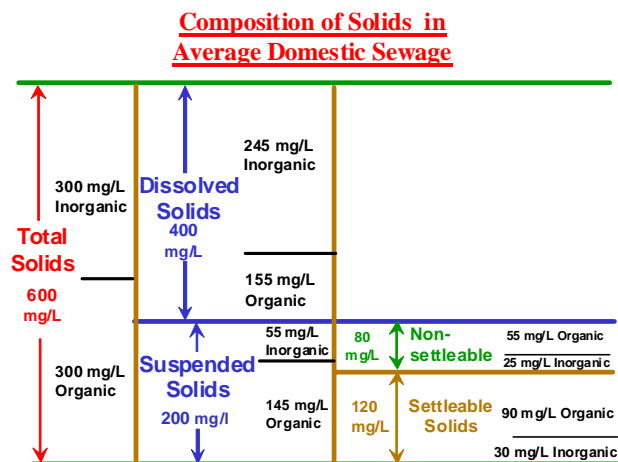 Composition of Solids in
Average Domestic Sewage
300 mg/L
Inorganic
Total
Solids
600
mg/L
300 mg/L
Organic
Dissolved
Solids
400
mg/L
Suspended
Solids
200 mg/l
245 mg/L
Inorganic
155 mg/L
Organic
55 mg/L
Inorganic
145 mg/L
Organic
80
mg/L
Non-
settleable
55 mg/L Organic
25 mg/L Inorganic
120
mg/L
Settleable
Solids
90 mg/L Organic
30 mg/L Inorganic